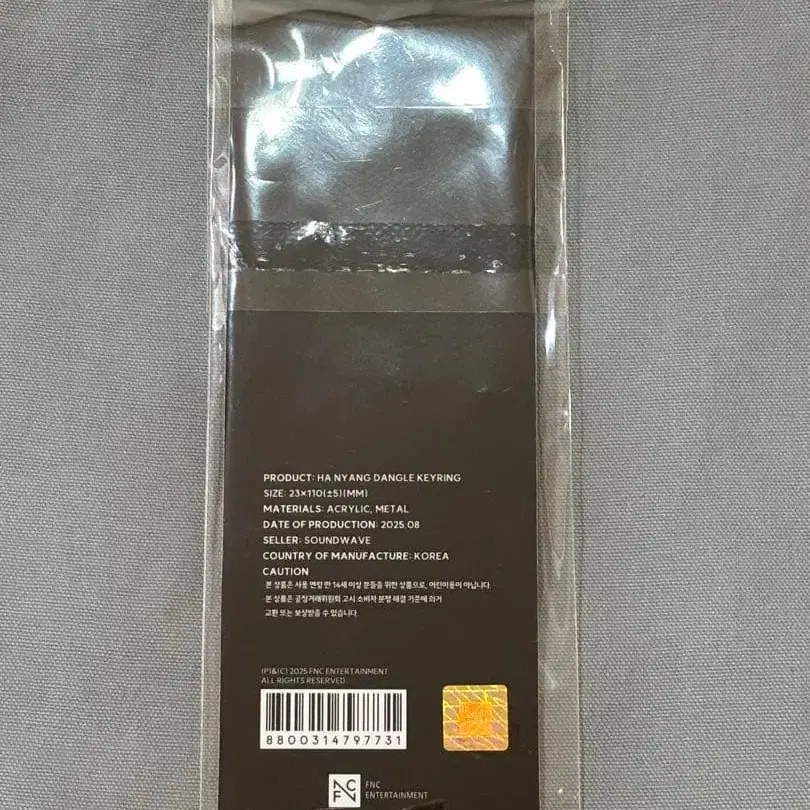 PRODUCT: HA NYANG DANGLE KEYRING
SIZE: 23×110(±5)(MM)
MATERIALS: ACRYLIC, METAL
DATE OF PRODUCTION: 2025.08
SELLER: SOUNDWAVE
COUNTRY OF MANUFACTURE: KOREA
CAUTION
본 상품은 사용 연령 만 14세 이상 분들을 위한 상품으로, 어린이용이 아닙니다.
본 상품은 공정거래위원회 고시 소비자 분쟁 해결 기준에 의거
교환 또는 보상받을 수 있습니다.
(P)&(C) 2025 FNC ENTERTAINMENT
ALL RIGHTS RESERVED.
8800314797731
FNC
ENTERTAINMENT